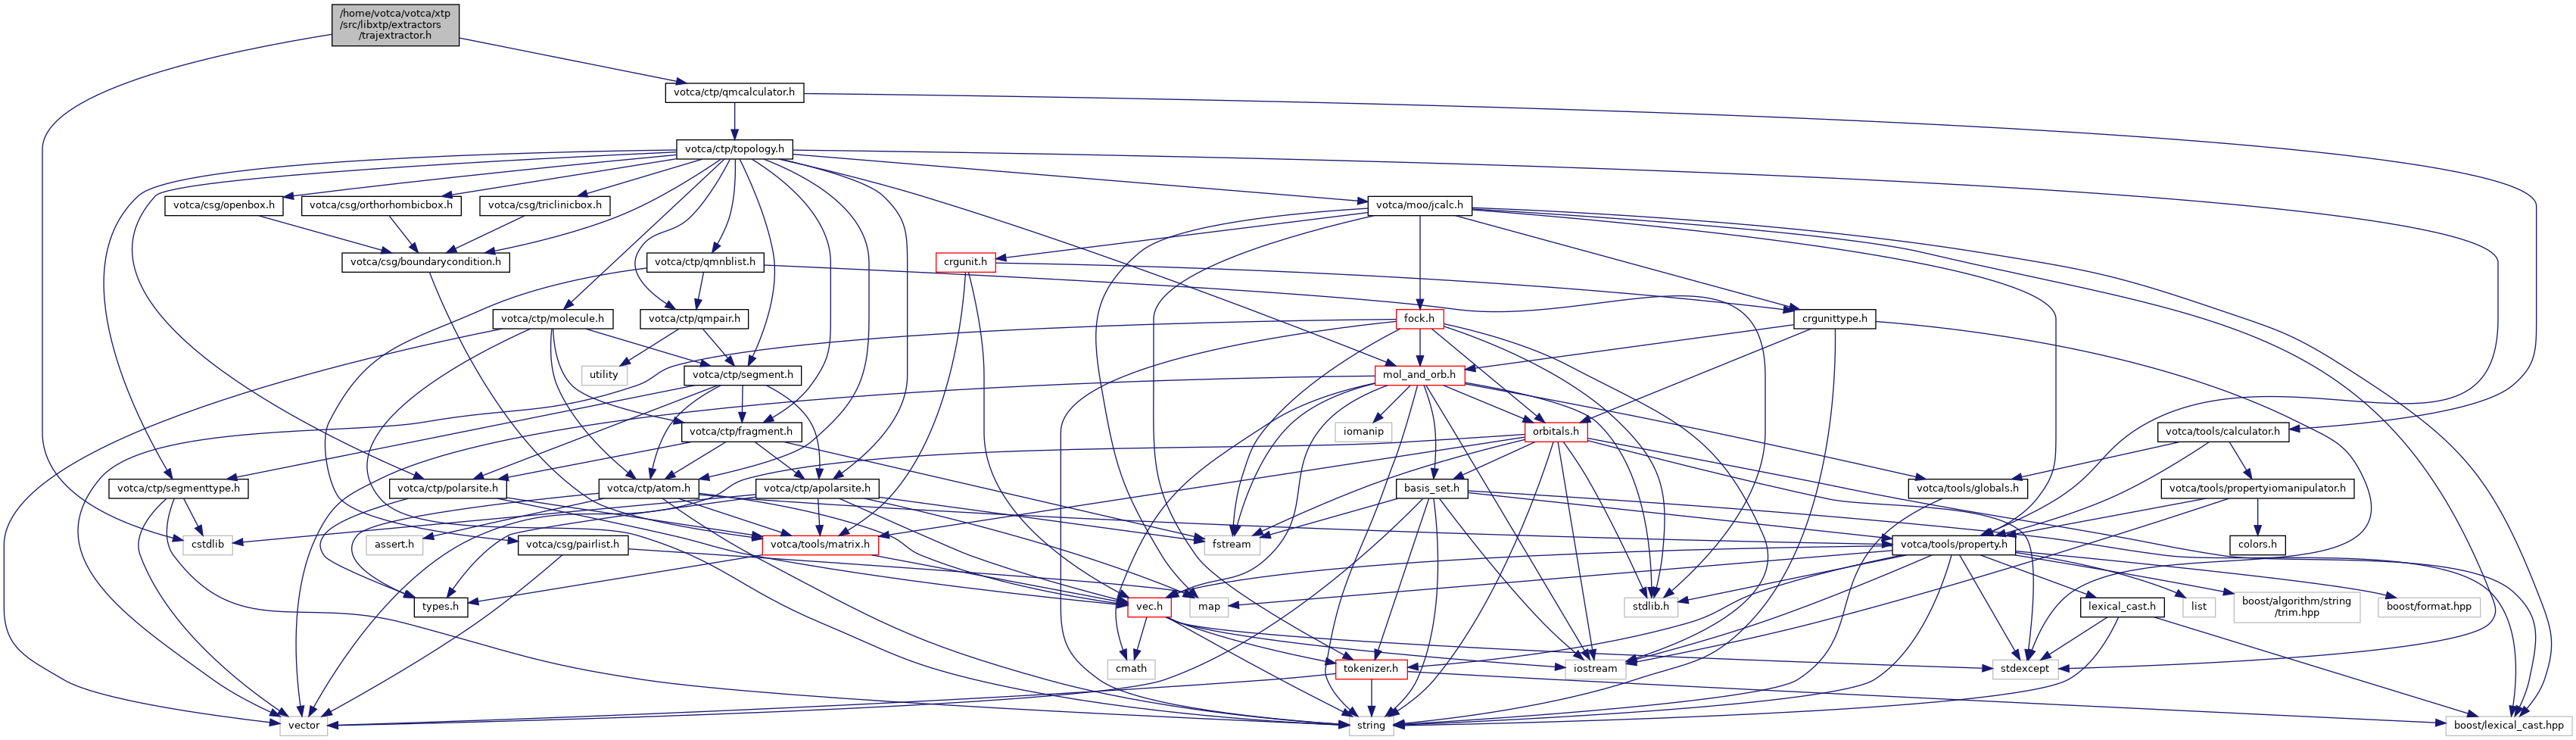 /home/votca/votca/xtp
/src/libxtp/extractors
/trajextractor.h
votca/ctp/qmcalculator.h
votca/ctp/topology.h
votca/csg/openbox.h
votca/csg/orthorhombicbox.h
votca/csg/triclinicbox.h
votca/moo/jcalc.h
votca/csg/boundarycondition.h
votca/ctp/qmnblist.h
crgunit.h
votca/ctp/molecule.h
votca/ctp/qmpair.h
fock.h
crgunittype.h
utility
votca/ctp/segment.h
mol_and_orb.h
votca/ctp/fragment.h
iomanip
orbitals.h
votca/tools/calculator.h
votca/ctp/segmenttype.h
votca/ctp/polarsite.h
votca/ctp/atom.h
votca/ctp/apolarsite.h
basis_set.h
votca/tools/globals.h
votca/tools/propertyiomanipulator.h
cstdlib
assert.h
votca/csg/pairlist.h
votca/tools/matrix.h
fstream
votca/tools/property.h
colors.h
types.h
vec.h
map
stdlib.h
lexical_cast.h
list
boost/algorithm/string
/trim.hpp
boost/format.hpp
cmath
tokenizer.h
iostream
stdexcept
vector
string
boost/lexical_cast.hpp